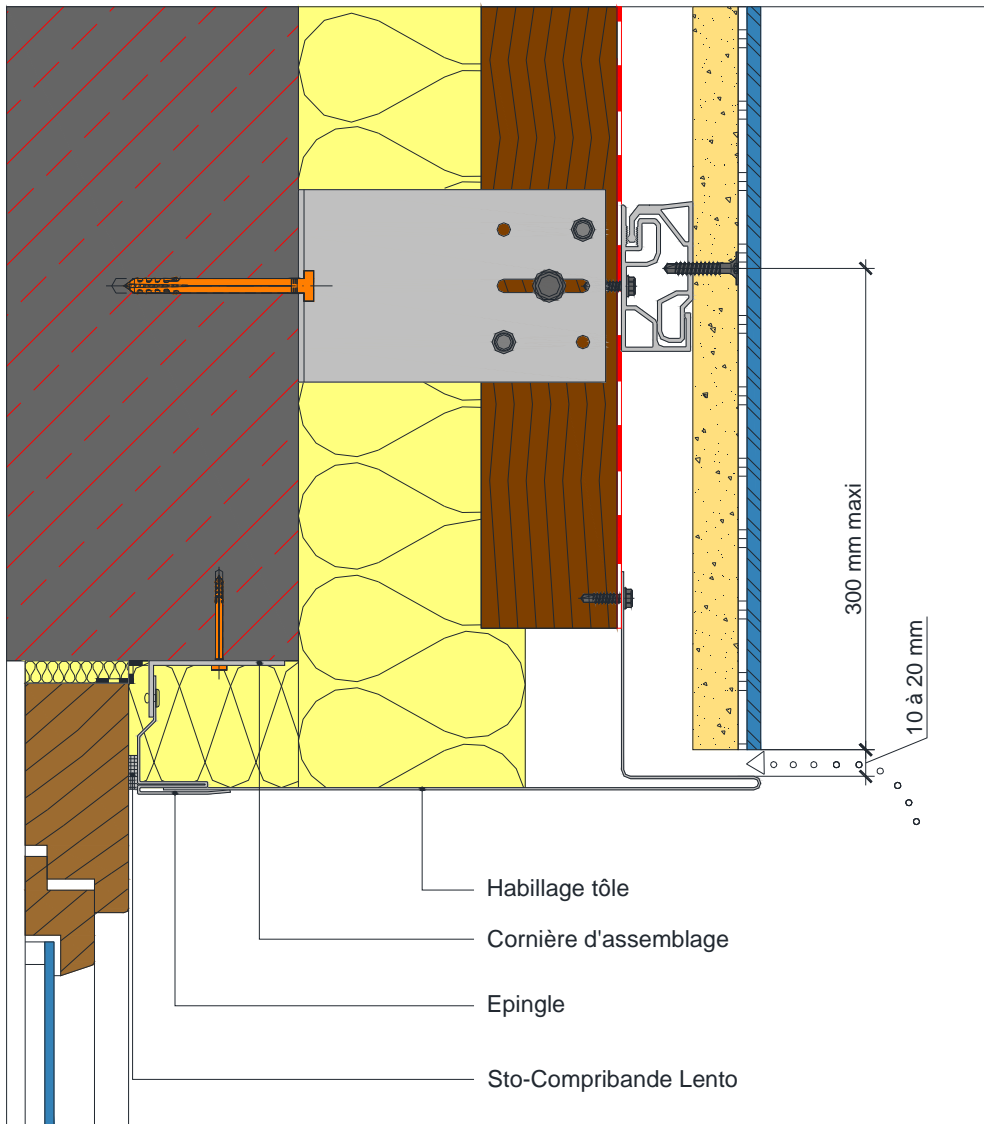 300 mm maxi
10 à 20 mm
Habillage tôle
Cornière d'assemblage
Epingle
Sto-Compribande Lento